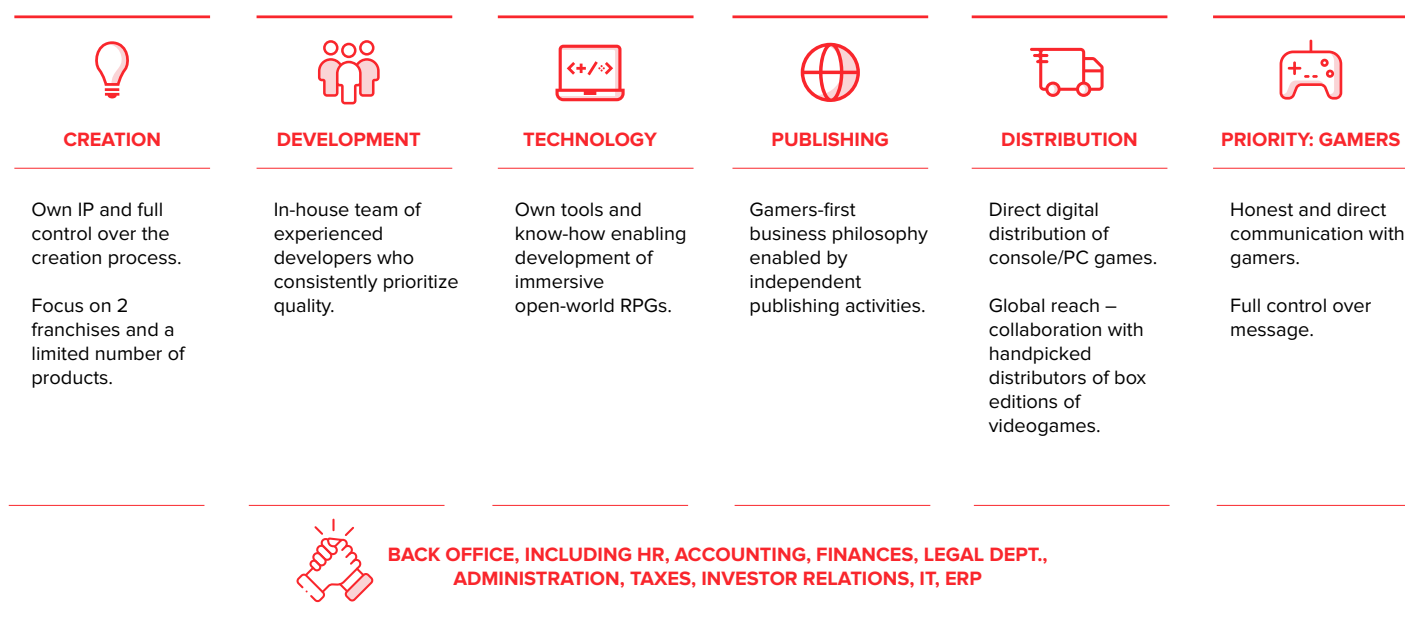 CREATION
Own IP and full
control over the
creation process.
Focus on 2
franchises and a
limited number of
products.
DEVELOPMENT
In-house team of
experienced
developers who
consistently prioritize
quality.
TECHNOLOGY
Own tools and
know-how enabling
development of
immersive
open-world RPGs.
PUBLISHING
Gamers-first
business philosophy
enabled by
independent
publishing activities.
DISTRIBUTION
Direct digital
distribution of
console/PC games.
Global reach –
collaboration with
handpicked
distributors of box
editions of
videogames.
PRIORITY: GAMERS
Honest and direct
communication with
gamers.
Full control over
message.
BACK OFFICE, INCLUDING HR, ACCOUNTING, FINANCES, LEGAL DEPT.,
ADMINISTRATION, TAXES, INVESTOR RELATIONS, IT, ERP